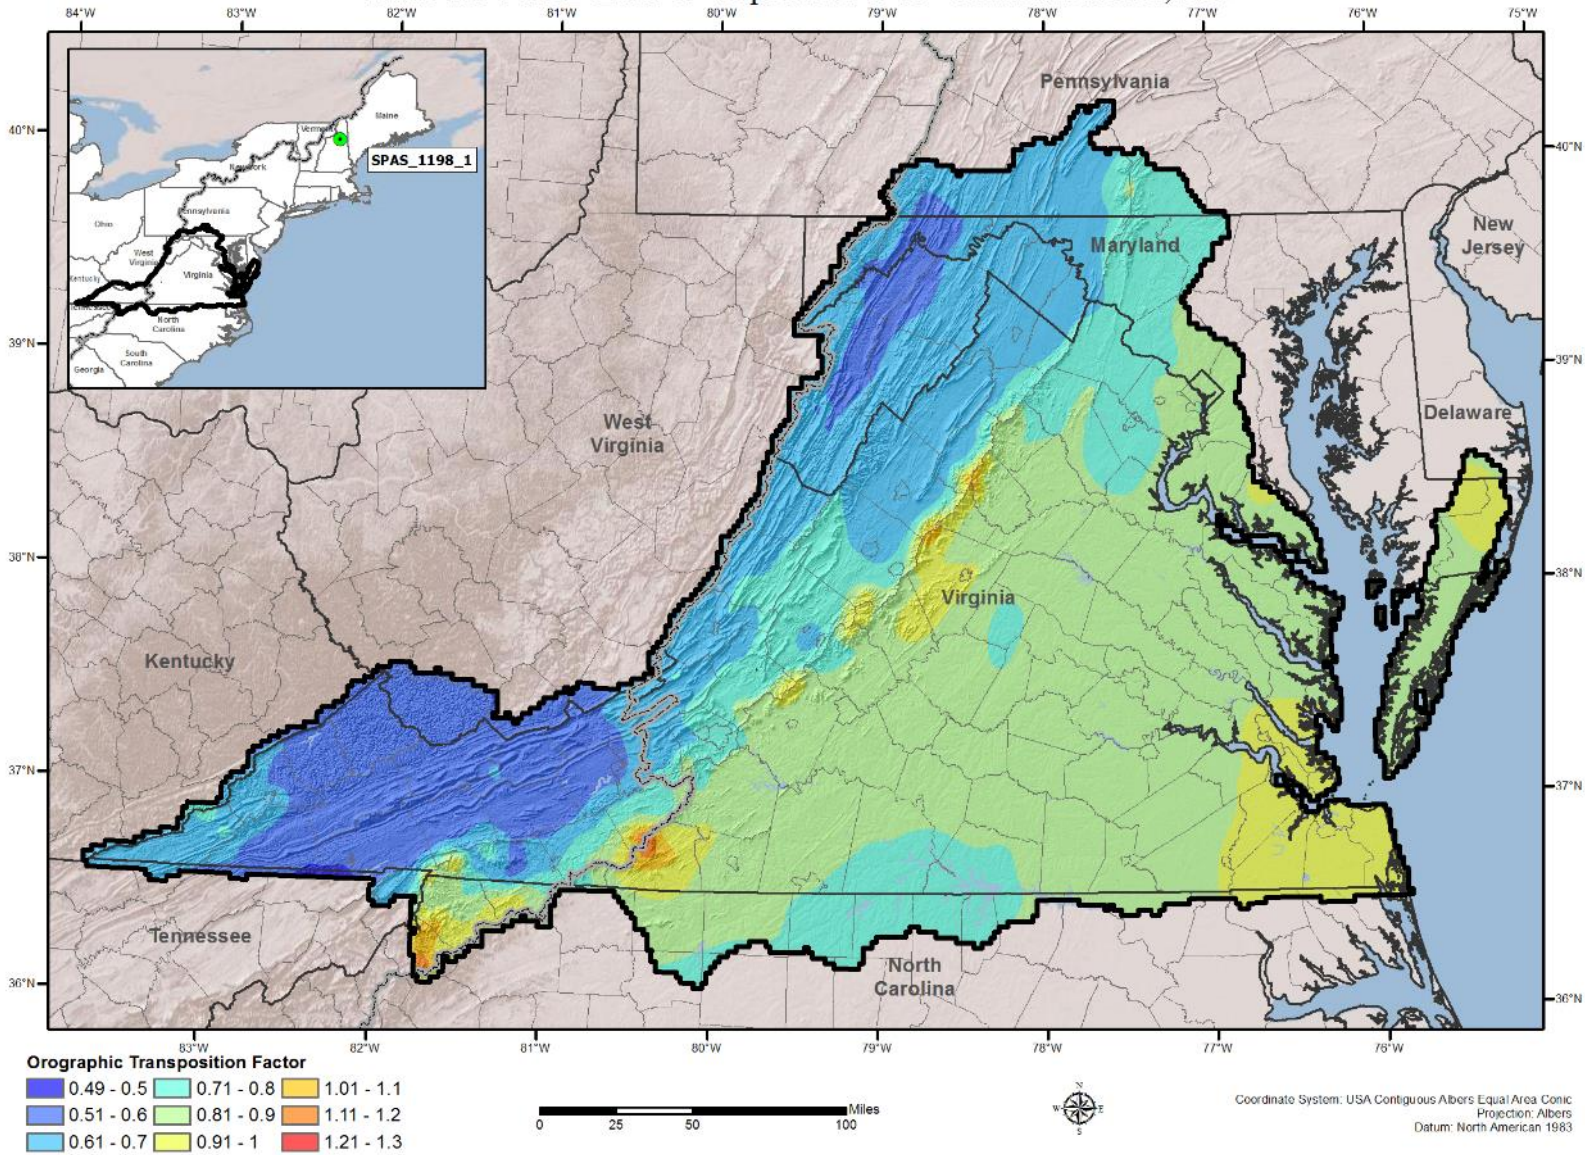 84°W 83°W 82°W 81°W 80°W 79°W 78°W 77°W 76°W 75°W
Pennsylvania
Maine
Vermont
40°N
40°N
SPAS_1198_1
New York
Pennsylvania
Ohio
New
Jersey
Maryland
West
Virginia
Virginia
Kentucky
North
Carolina
39°N
39°N
South
Carolina
Georgia
West
Virginia
Delaware
38°N
38°N
Virginia
Kentucky
37°N
37°N
Tennessee
North
Carolina
36°N
36°N
83°W 82°W 81°W 80°W 79°W 78°W 77°W 76°W
Orographic Transposition Factor
0.49 - 0.5 0.71 - 0.8 1.01 - 1.1
0.51 - 0.6 0.81 - 0.9 1.11 - 1.2
0.61 - 0.7 0.91 - 1 1.21 - 1.3
Miles
0 25 50 100
N
W E
S
Coordinate System: USA Contiguous Albers Equal Area Conic
Projection: Albers
Datum: North American 1983